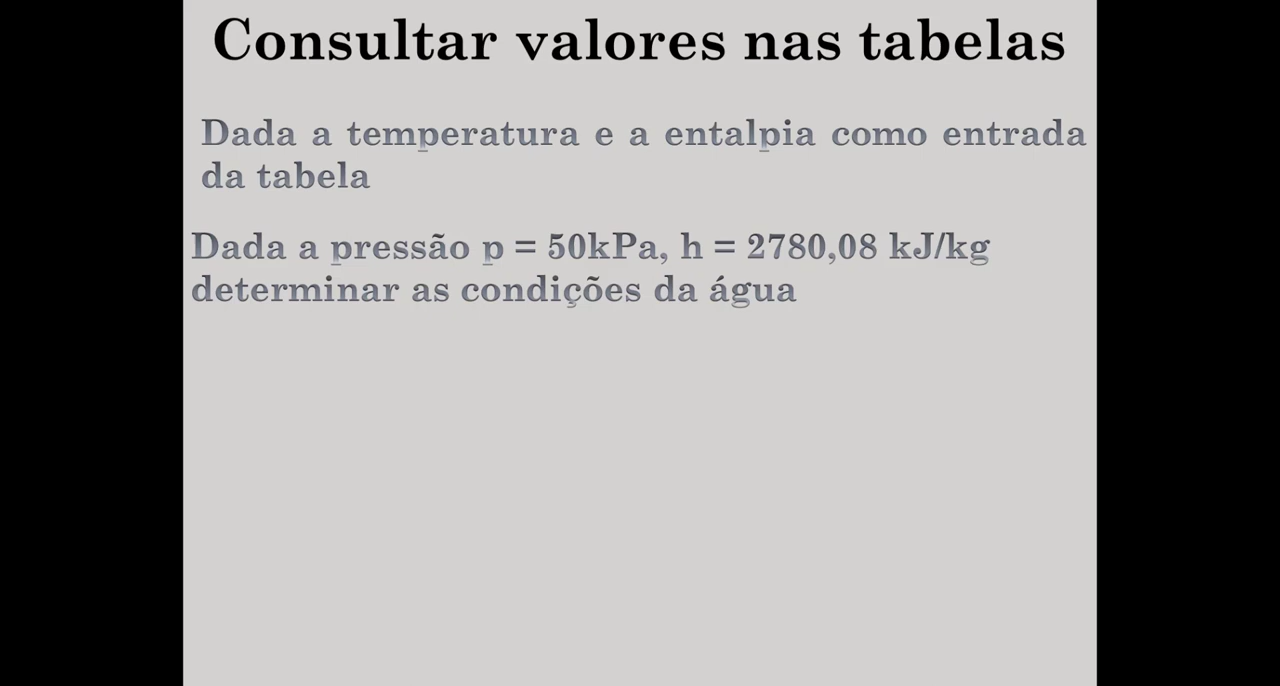 Consultar valores nas tabelas
Dada a temperatura e a entalpia como entrada
da tabela
Dada a pressão p = 50kPa, h = 2780,08 kJ/kg
determinar as condições da água